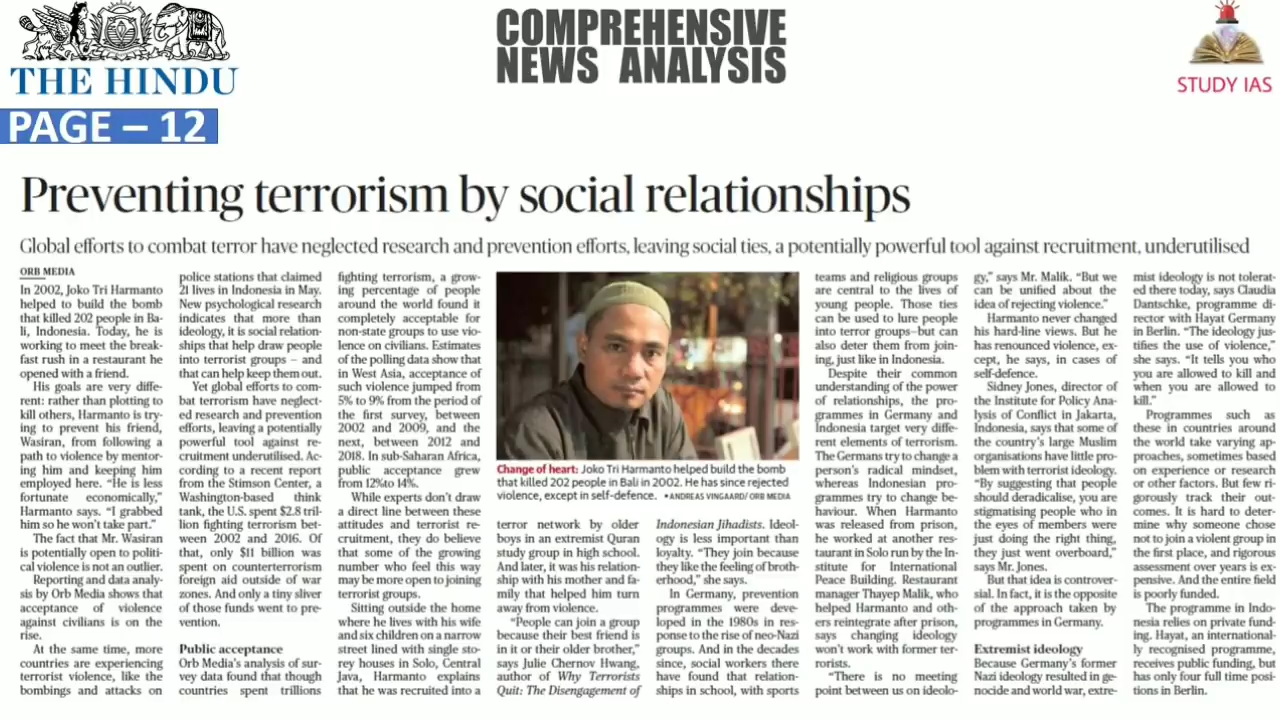 THE HINDU
PAGE – 12
COMPREHENSIVE
NEWS ANALYSIS
STUDY IAS
Preventing terrorism by social relationships
Global efforts to combat terror have neglected research and prevention efforts, leaving social ties, a potentially powerful tool against recruitment, underutilised
ORB MEDIA
In 2002, Joko Tri Harmanto
helped to build the bomb
that killed 202 people in Ba-
li, Indonesia. Today, he is
working to meet the break-
fast rush in a restaurant he
opened with a friend.
His goals are very diffe-
rent: rather than plotting to
kill others, Harmanto is try-
ing to prevent his friend,
Wasiran, from following a
path to violence by mentor-
ing him and keeping him
employed here. “He is less
fortunate economically,”
Harmanto says. “I grabbed
him so he won’t take part.”
The fact that Mr. Wasiran
is potentially open to politi-
cal violence is not an outlier.
Reporting and data analy-
sis by Orb Media shows that
acceptance of violence
against civilians is on the
rise.
At the same time, more
countries are experiencing
terrorist violence, like the
bombings and attacks on
police stations that claimed
21 lives in Indonesia in May.
New psychological research
indicates that more than
ideology, it is social relation-
ships that help draw people
into terrorist groups – and
that can help keep them out.
Yet global efforts to com-
bat terrorism have neglect-
ed research and prevention
efforts, leaving a potentially
powerful tool against re-
cruitment underutilised. Ac-
cording to a recent report
from the Stimson Center, a
Washington-based think
tank, the U.S. spent $2.8 tril-
lion fighting terrorism bet-
ween 2002 and 2016. Of
that, only $11 billion was
spent on counterterrorism
foreign aid outside of war
zones. And only a tiny sliver
of those funds went to pre-
vention.
Public acceptance
Orb Media’s analysis of sur-
vey data found that though
countries spent trillions
fighting terrorism, a grow-
ing percentage of people
around the world found it
completely acceptable for
non-state groups to use vio-
lence on civilians. Estimates
of the polling data show that
in West Asia, acceptance of
such violence jumped from
5% to 9% from the period of
the first survey, between
2002 and 2009, and the
next, between 2012 and
2018. In sub-Saharan Africa,
public acceptance grew
from 12%to 14%.
While experts don’t draw
a direct line between these
attitudes and terrorist re-
cruitment, they do believe
that some of the growing
number who feel this way
may be more open to joining
terrorist groups.
Sitting outside the home
where he lives with his wife
and six children on a narrow
street lined with single sto-
rey houses in Solo, Central
Java, Harmanto explains
that he was recruited into a
Change of heart: Joko Tri Harmanto helped build the bomb
that killed 202 people in Bali in 2002. He has since rejected
violence, except in self-defence. •ANDREAS VINGAARD/ ORB MEDIA
terror network by older
boys in an extremist Quran
study group in high school.
And later, it was his relation-
ship with his mother and fa-
mily that helped him turn
away from violence.
“People can join a group
because their best friend is
in it or their older brother,”
says Julie Chernov Hwang,
author of Why Terrorists
Quit: The Disengagement of
Indonesian Jihadists. Ideol-
ogy is less important than
loyalty. “They join because
they like the feeling of broth-
erhood,” she says.
In Germany, prevention
programmes were deve-
loped in the 1980s in res-
ponse to the rise of neo-Nazi
groups. And in the decades
since, social workers there
have found that relation-
ships in school, with sports
teams and religious groups
are central to the lives of
young people. Those ties
can be used to lure people
into terror groups–but can
also deter them from join-
ing, just like in Indonesia.
Despite their common
understanding of the power
of relationships, the pro-
grammes in Germany and
Indonesia target very diffe-
rent elements of terrorism.
The Germans try to change a
person’s radical mindset,
whereas Indonesian pro-
grammes try to change be-
haviour. When Harmanto
was released from prison,
he worked at another res-
taurant in Solo run by the In-
stitute for International
Peace Building. Restaurant
manager Thayep Malik, who
helped Harmanto and oth-
ers reintegrate after prison,
says changing ideology
won’t work with former ter-
rorists.
“There is no meeting
point between us on ideolo-
gy,” says Mr. Malik. “But we
can be unified about the
idea of rejecting violence.”
Harmanto never changed
his hard-line views. But he
has renounced violence, ex-
cept, he says, in cases of
self-defence.
Sidney Jones, director of
the Institute for Policy Ana-
lysis of Conflict in Jakarta,
Indonesia, says that some of
the country’s large Muslim
organisations have little pro-
blem with terrorist ideology.
“By suggesting that people
should deradicalise, you are
stigmatising people who in
the eyes of members were
just doing the right thing,
they just went overboard,”
says Mr. Jones.
But that idea is controver-
sial. In fact, it is the opposite
of the approach taken by
programmes in Germany.
Extremist ideology
Because Germany’s former
Nazi ideology resulted in ge-
nocide and world war, extre-
mist ideology is not tolerat-
ed there today, says Claudia
Dantschke, programme di-
rector with Hayat Germany
in Berlin. “The ideology jus-
tifies the use of violence,”
she says. “It tells you who
you are allowed to kill and
when you are allowed to
kill.”
Programmes such as
these in countries around
the world take varying ap-
proaches, sometimes based
on experience or research
or other factors. But few ri-
gorously track their out-
comes. It is hard to deter-
mine why someone chose
not to join a violent group in
the first place, and rigorous
assessment over years is ex-
pensive. And the entire field
is poorly funded.
The programme in Indo-
nesia relies on private fund-
ing. Hayat, an international-
ly recognised programme,
receives public funding, but
has only four full time posi-
tions in Berlin.